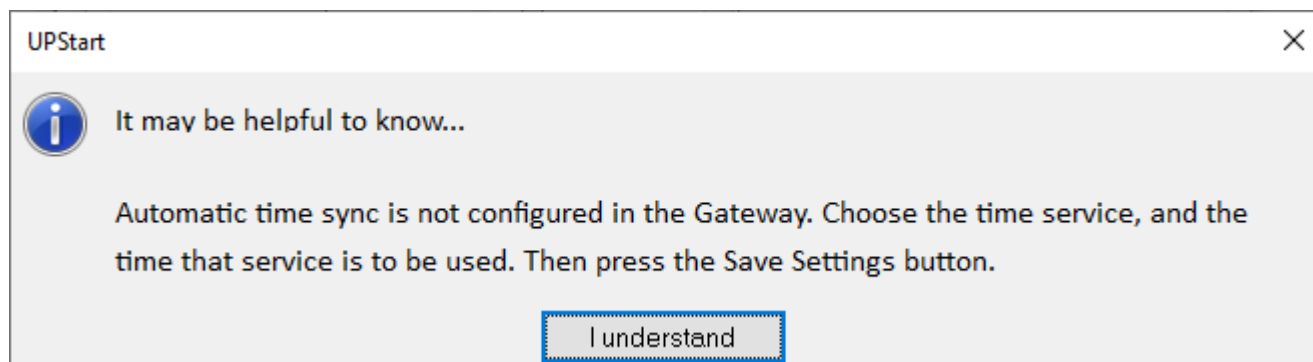 UPStart
It may be helpful to know...
Automatic time sync is not configured in the Gateway. Choose the time service, and the
time that service is to be used. Then press the Save Settings button.
I understand